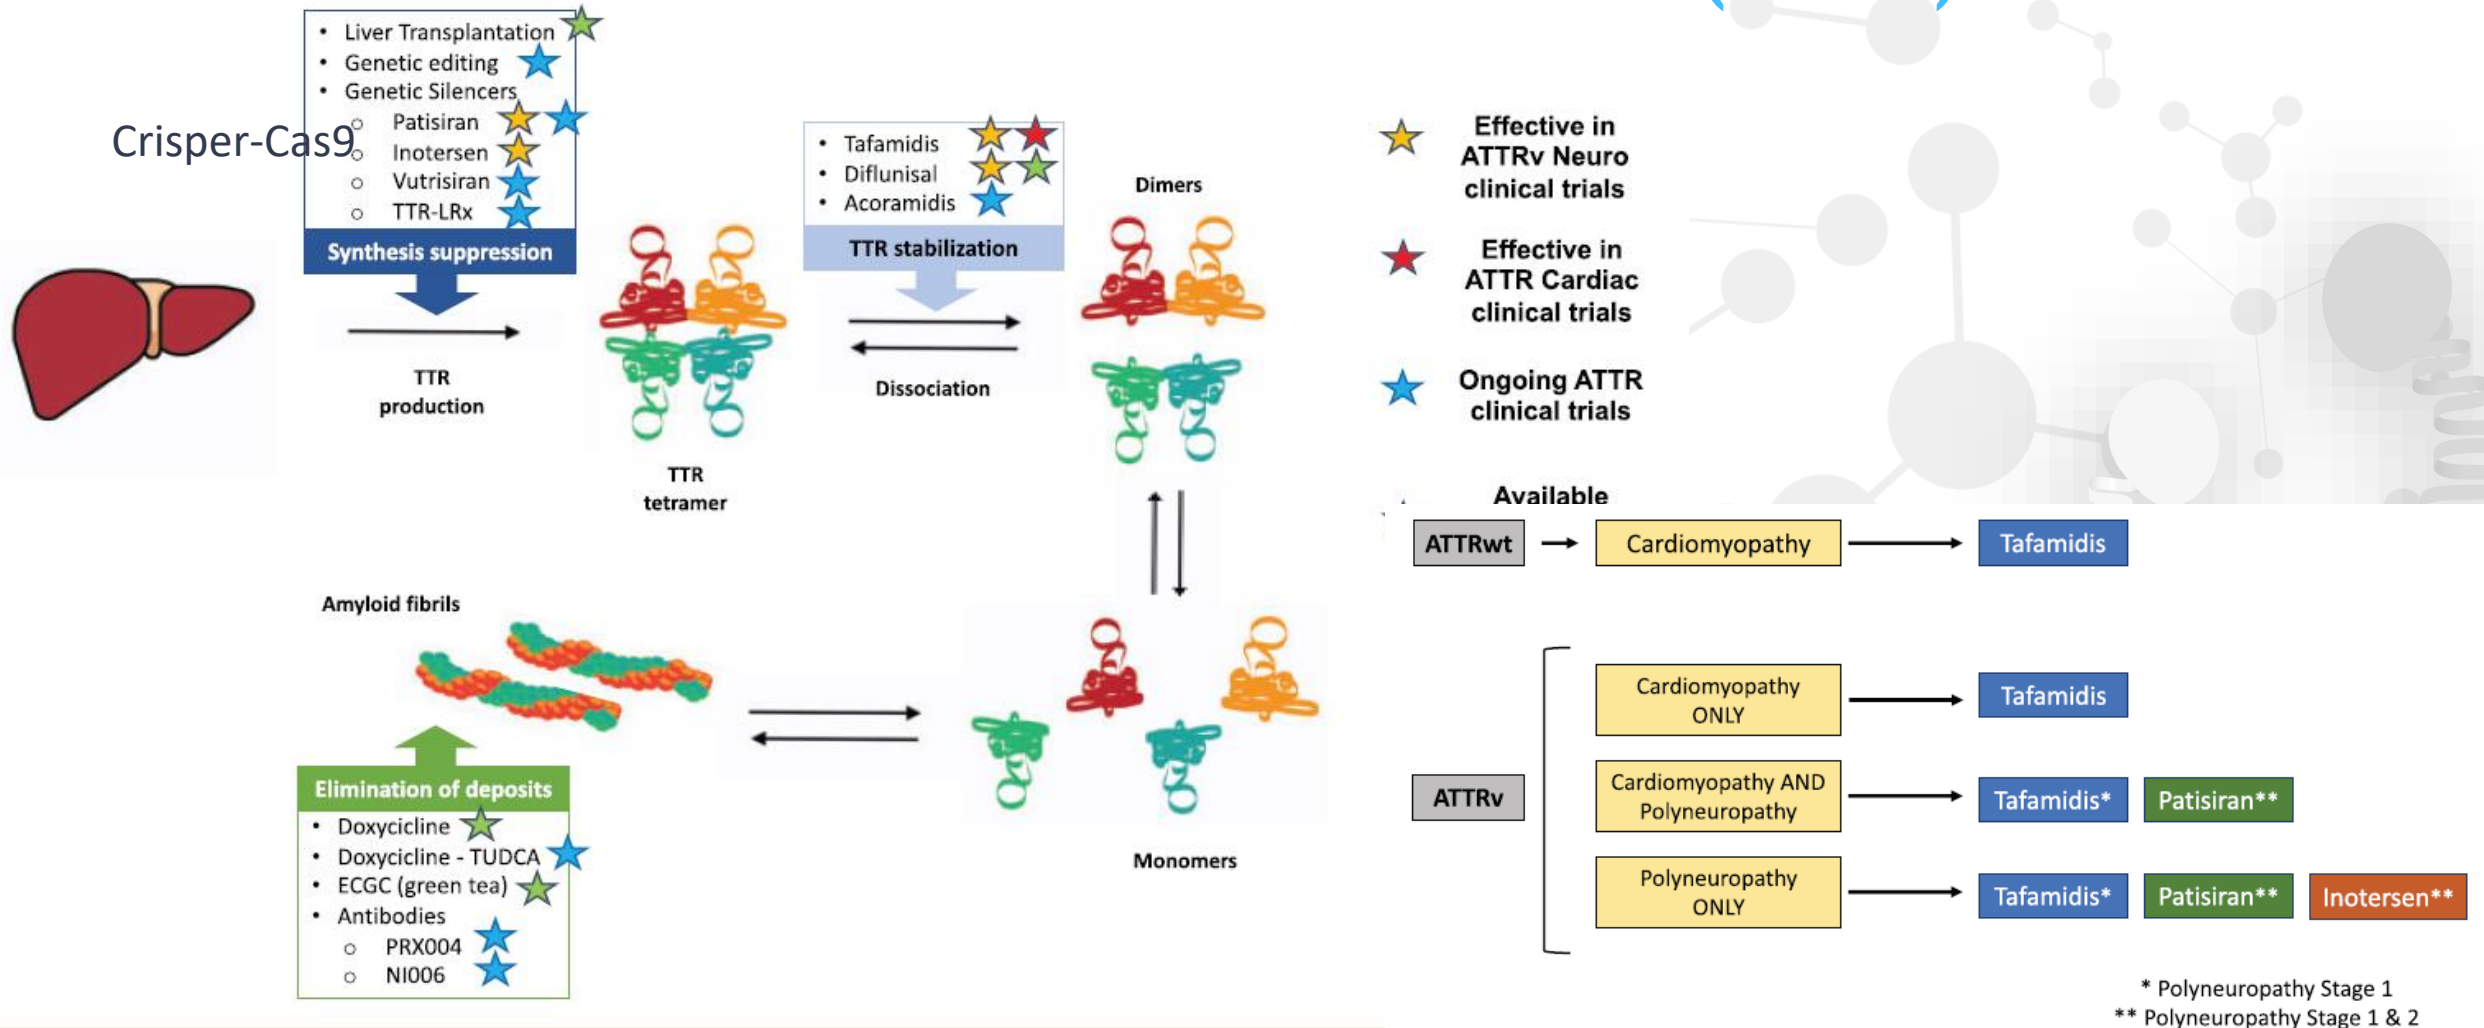 • Liver Transplantation
• Genetic editing
• Genetic Silencers
o Patisiran
o Inotersen
o Vutrisiran
o TTR-LRx
Synthesis suppression
Crisper-Cas9
TTR
production
TTR
tetramer
• Tafamidis
• Diflunisal
• Acoramidis
TTR stabilization
Dissociation
Dimers
Monomers
Amyloid fibrils
Elimination of deposits
• Doxycicline
• Doxycicline - TUDCA
• ECGC (green tea)
• Antibodies
o PRX004
o NI006
Effective in
ATTRv Neuro
clinical trials
Effective in
ATTR Cardiac
clinical trials
Ongoing ATTR
clinical trials
Available
ATTRwt
Cardiomyopathy
Tafamidis
ATTRv
Cardiomyopathy
ONLY
Tafamidis
Cardiomyopathy AND
Polyneuropathy
Tafamidis*
Patisiran**
Polyneuropathy
ONLY
Tafamidis*
Patisiran**
Inotersen**
* Polyneuropathy Stage 1
** Polyneuropathy Stage 1 & 2